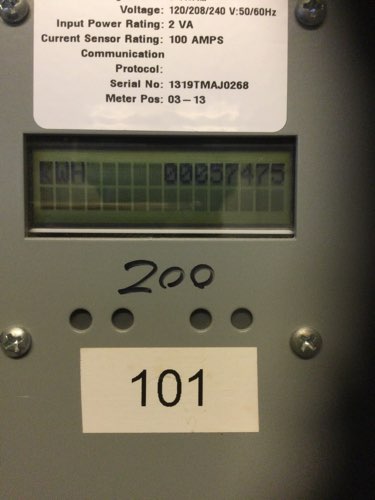 Voltage: 120/208/240 V:50/60Hz
Input Power Rating: 2 VA
Current Sensor Rating: 100 AMPS
Communication
Protocol:
Serial No: 1319TMAJ0268
Meter Pos: 03-13
KWH 00057475
200
101